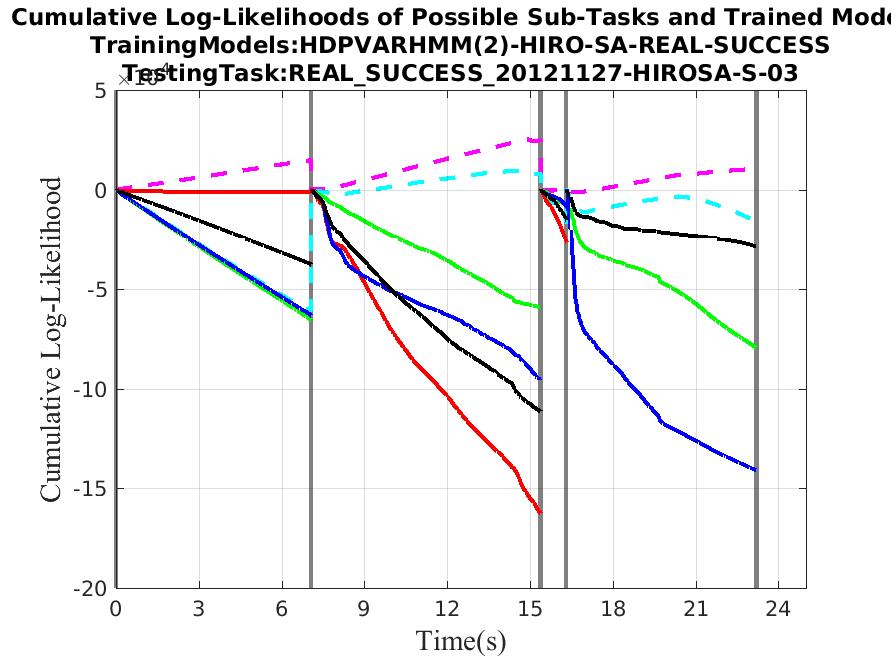 Cumulative Log-Likelihoods of Possible Sub-Tasks and Trained Mode
TrainingModels:HDPVARHMM(2)-HIRO-SA-REAL-SUCCESS
TestingTask:REAL_SUCCESS_20121127-HIROSA-S-03
×10⁴
5
0
-5
-10
-15
-20
Cumulative Log-Likelihood
0 3 6 9 12 15 18 21 24
Time(s)